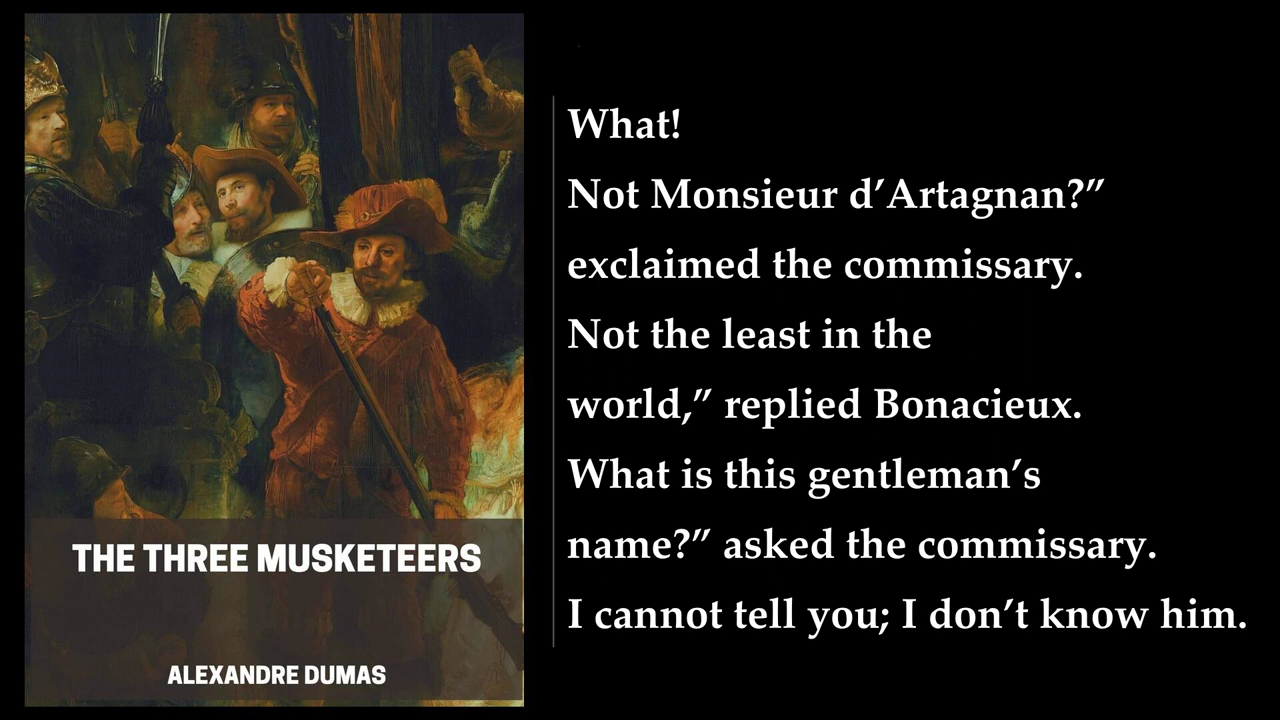 THE THREE MUSKETEERS
ALEXANDRE DUMAS
What!
Not Monsieur d’Artagnan?”
exclaimed the commissary.
Not the least in the
world,” replied Bonacieux.
What is this gentleman’s
name?” asked the commissary.
I cannot tell you; I don’t know him.